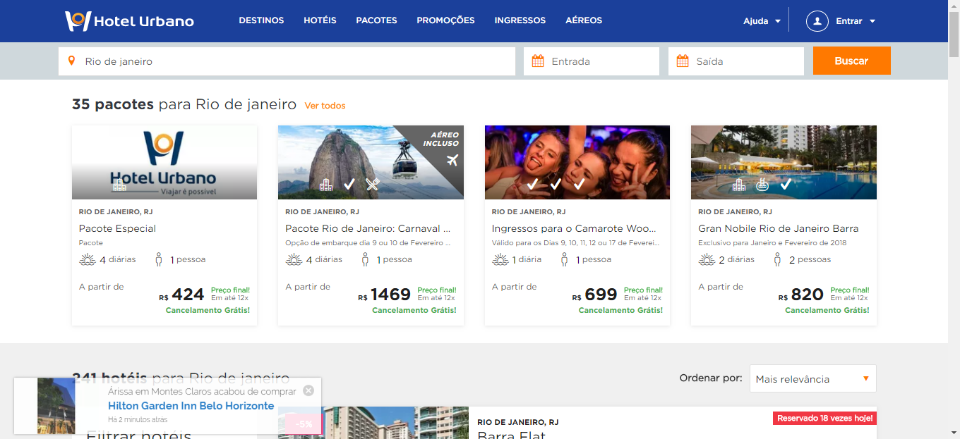 Hotel Urbano
DESTINOS HOTÉIS PACOTES PROMOÇÕES INGRESSOS AÉREOS
Ajuda Entrar
Rio de janeiro Entrada Saída Buscar
35 pacotes para Rio de janeiro Ver todos
Hotel Urbano
Viajar é possível
RIO DE JANEIRO, RJ
Pacote Especial
Pacote
4 diárias 1 pessoa
A partir de
R$ 424 Preço final!
Em até 12x
Cancelamento Grátis!
AÉREO
INCLUSO
RIO DE JANEIRO, RJ
Pacote Rio de Janeiro: Carnaval ...
Opção de embarque dia 9 ou 10 de Fevereiro ...
4 diárias 1 pessoa
A partir de
R$ 1469 Preço final!
Em até 12x
Cancelamento Grátis!
RIO DE JANEIRO, RJ
Ingressos para o Camarote Woo...
Válido para os Dias 9, 10, 11, 12 ou 17 de Feverei...
1 diária 1 pessoa
A partir de
R$ 699 Preço final!
Em até 12x
Cancelamento Grátis!
RIO DE JANEIRO, RJ
Gran Nobile Rio de Janeiro Barra
Exclusivo para Janeiro e Fevereiro de 2018
2 diárias 2 pessoas
A partir de
R$ 820 Preço final!
Em até 12x
Cancelamento Grátis!
241 hotéis para Rio de janeiro
Ordenar por: Mais relevância
Árissa em Montes Claros acabou de comprar
Hilton Garden Inn Belo Horizonte
Há 2 minutos atrás
Filtrar hotéis
-5%
RIO DE JANEIRO, RJ
Barra Flat
Reservado 18 vezes hoje!